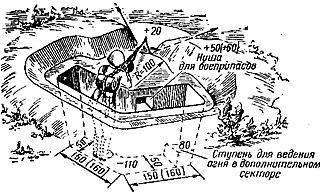 +20
+50(+60)
Ниша
для боеприпасов
R=100
50
150 (160)
-110
50
150 (160)
-80
Ступень для ведения
огня в дополнительном
секторе